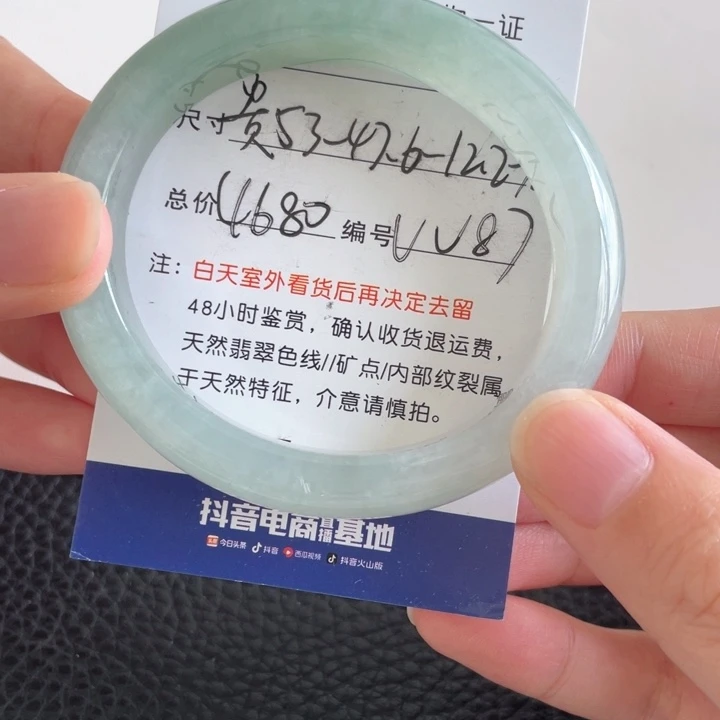 一证
尺寸 贵53-47.6-12.2-7.
总价 4680 编号 VV87
注：白天室外看货后再决定去留
48小时鉴赏，确认收货退运费，
天然翡翠色线//矿点/内部纹裂属
于天然特征，介意请慎拍。
抖音电商直播基地
今日头条 抖音 西瓜视频 抖音火山版